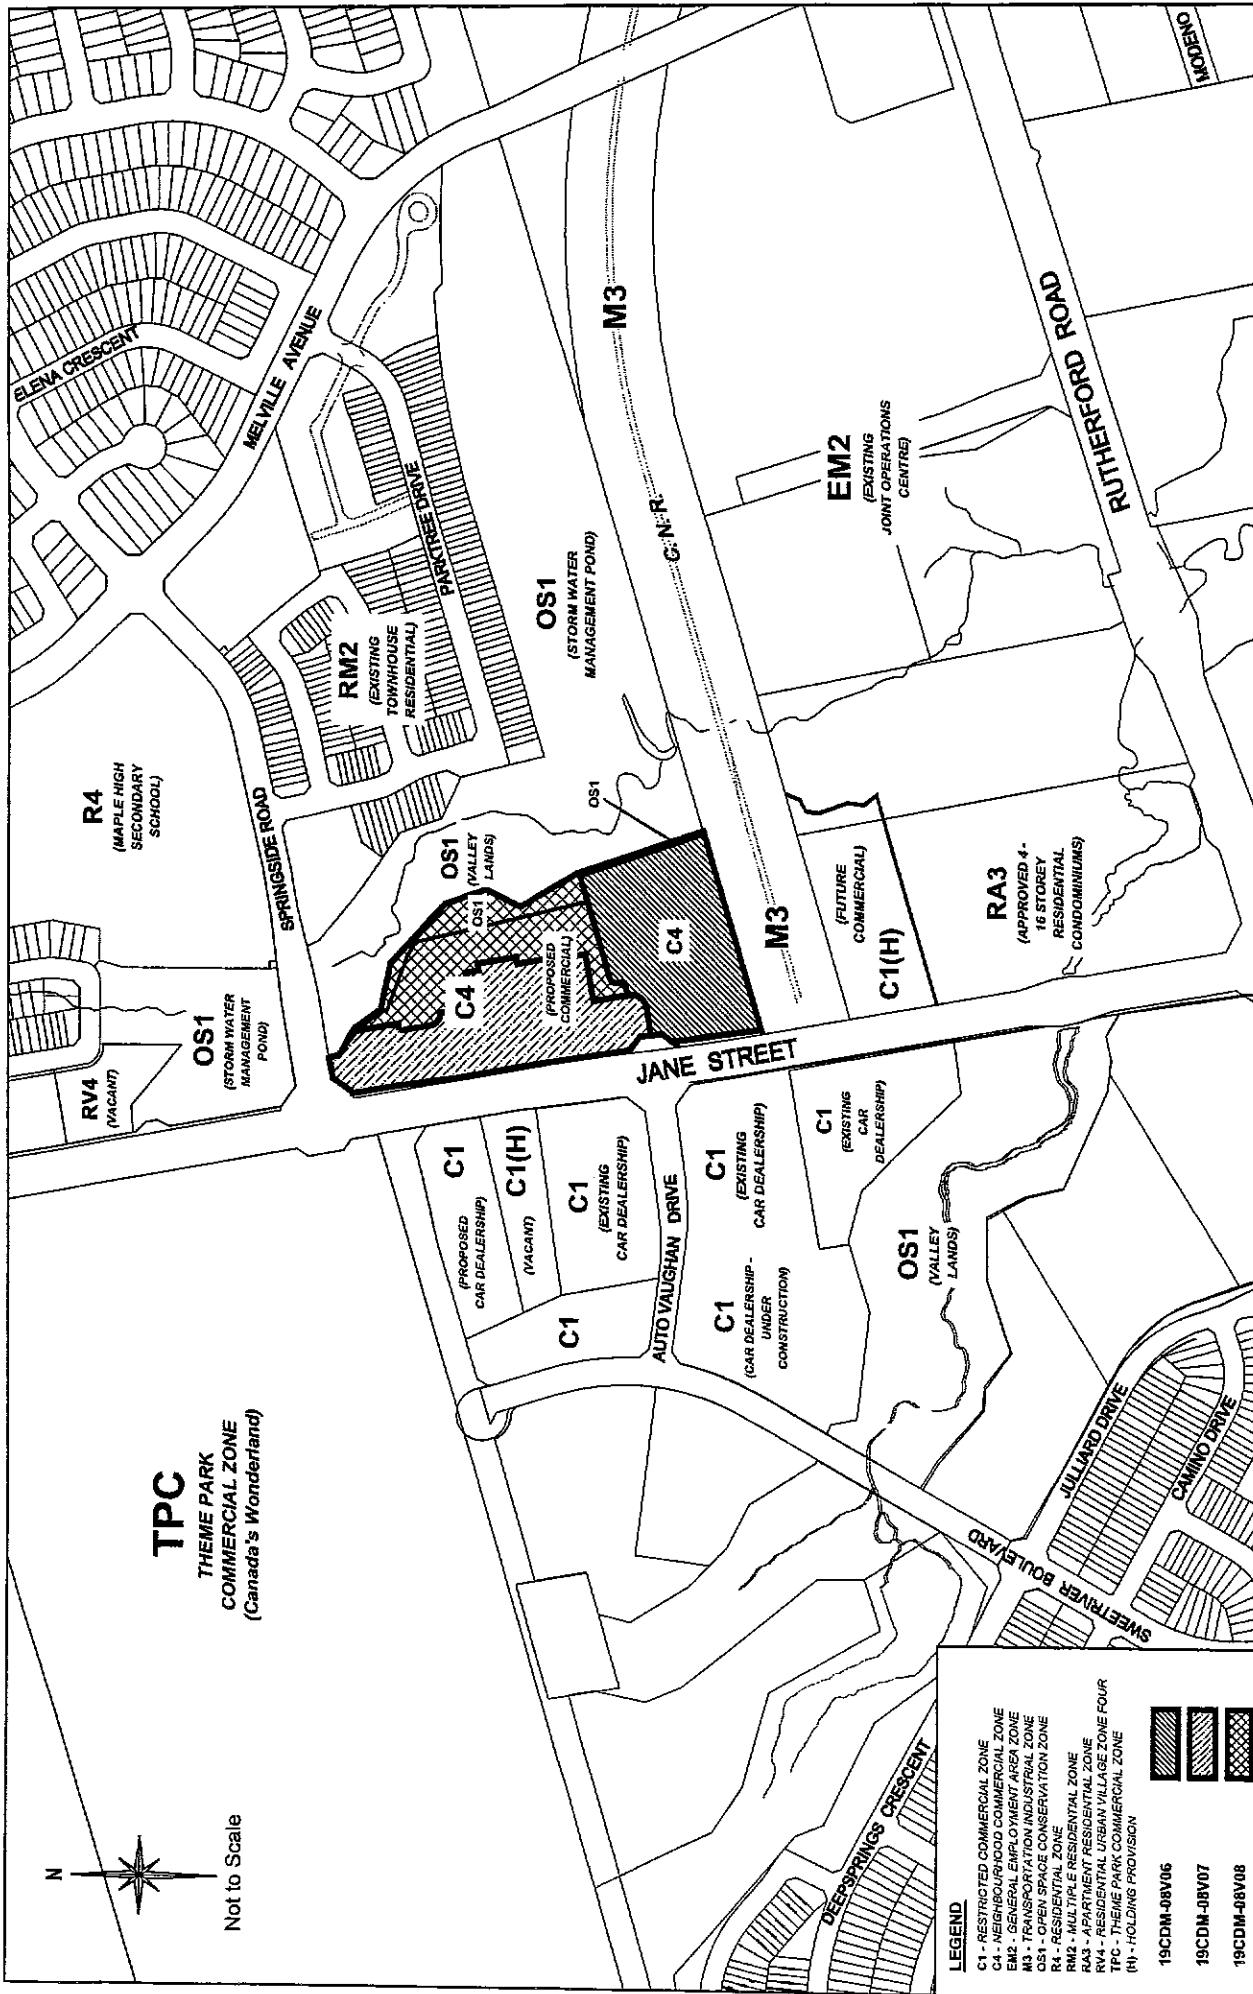 N
Not to Scale
TPC
THEME PARK
COMMERCIAL ZONE
(Canada's Wonderland)
RV4
(VACANT)
OS1
(STORM WATER
MANAGEMENT
POND)
R4
(MAPLE HIGH
SECONDARY
SCHOOL)
SPRINGSIDE ROAD
ELENA CRESCENT
MELVILLE AVENUE
RM2
(EXISTING
TOWNHOUSE
RESIDENTIAL)
PARKTREE DRIVE
OS1
(VALLEY
LANDS)
OS1
C4
(PROPOSED
COMMERCIAL)
OS1
C4
OS1
(STORM WATER
MANAGEMENT POND)
M3
C.N.R.
M3
JANE STREET
C1
(PROPOSED
CAR DEALERSHIP)
C1(H)
(VACANT)
C1
(EXISTING
CAR DEALERSHIP)
C1
AUTO VAUGHAN DRIVE
C1
(EXISTING
CAR DEALERSHIP)
C1
(CAR DEALERSHIP -
UNDER
CONSTRUCTION)
C1
(EXISTING
CAR
DEALERSHIP)
(FUTURE
COMMERCIAL)
C1(H)
EM2
(EXISTING
JOINT OPERATIONS
CENTRE)
RA3
(APPROVED 4 -
16 STOREY
RESIDENTIAL
CONDOMINIUMS)
RUTHERFORD ROAD
MODENO
OS1
(VALLEY
LANDS)
JULLIARD DRIVE
CAMINO DRIVE
SWEETRIVER BOULEVARD
DEEPSPRINGS CRESCENT
LEGEND
C1 - RESTRICTED COMMERCIAL ZONE
C4 - NEIGHBOURHOOD COMMERCIAL ZONE
EM2 - GENERAL EMPLOYMENT AREA ZONE
M3 - TRANSPORTATION INDUSTRIAL ZONE
OS1 - OPEN SPACE CONSERVATION ZONE
R4 - RESIDENTIAL ZONE
RM2 - MULTIPLE RESIDENTIAL ZONE
RA3 - APARTMENT RESIDENTIAL ZONE
RV4 - RESIDENTIAL URBAN VILLAGE ZONE FOUR
TPC - THEME PARK COMMERCIAL ZONE
(H) - HOLDING PROVISION
19CDM-08V06
19CDM-08V07
19CDM-08V08